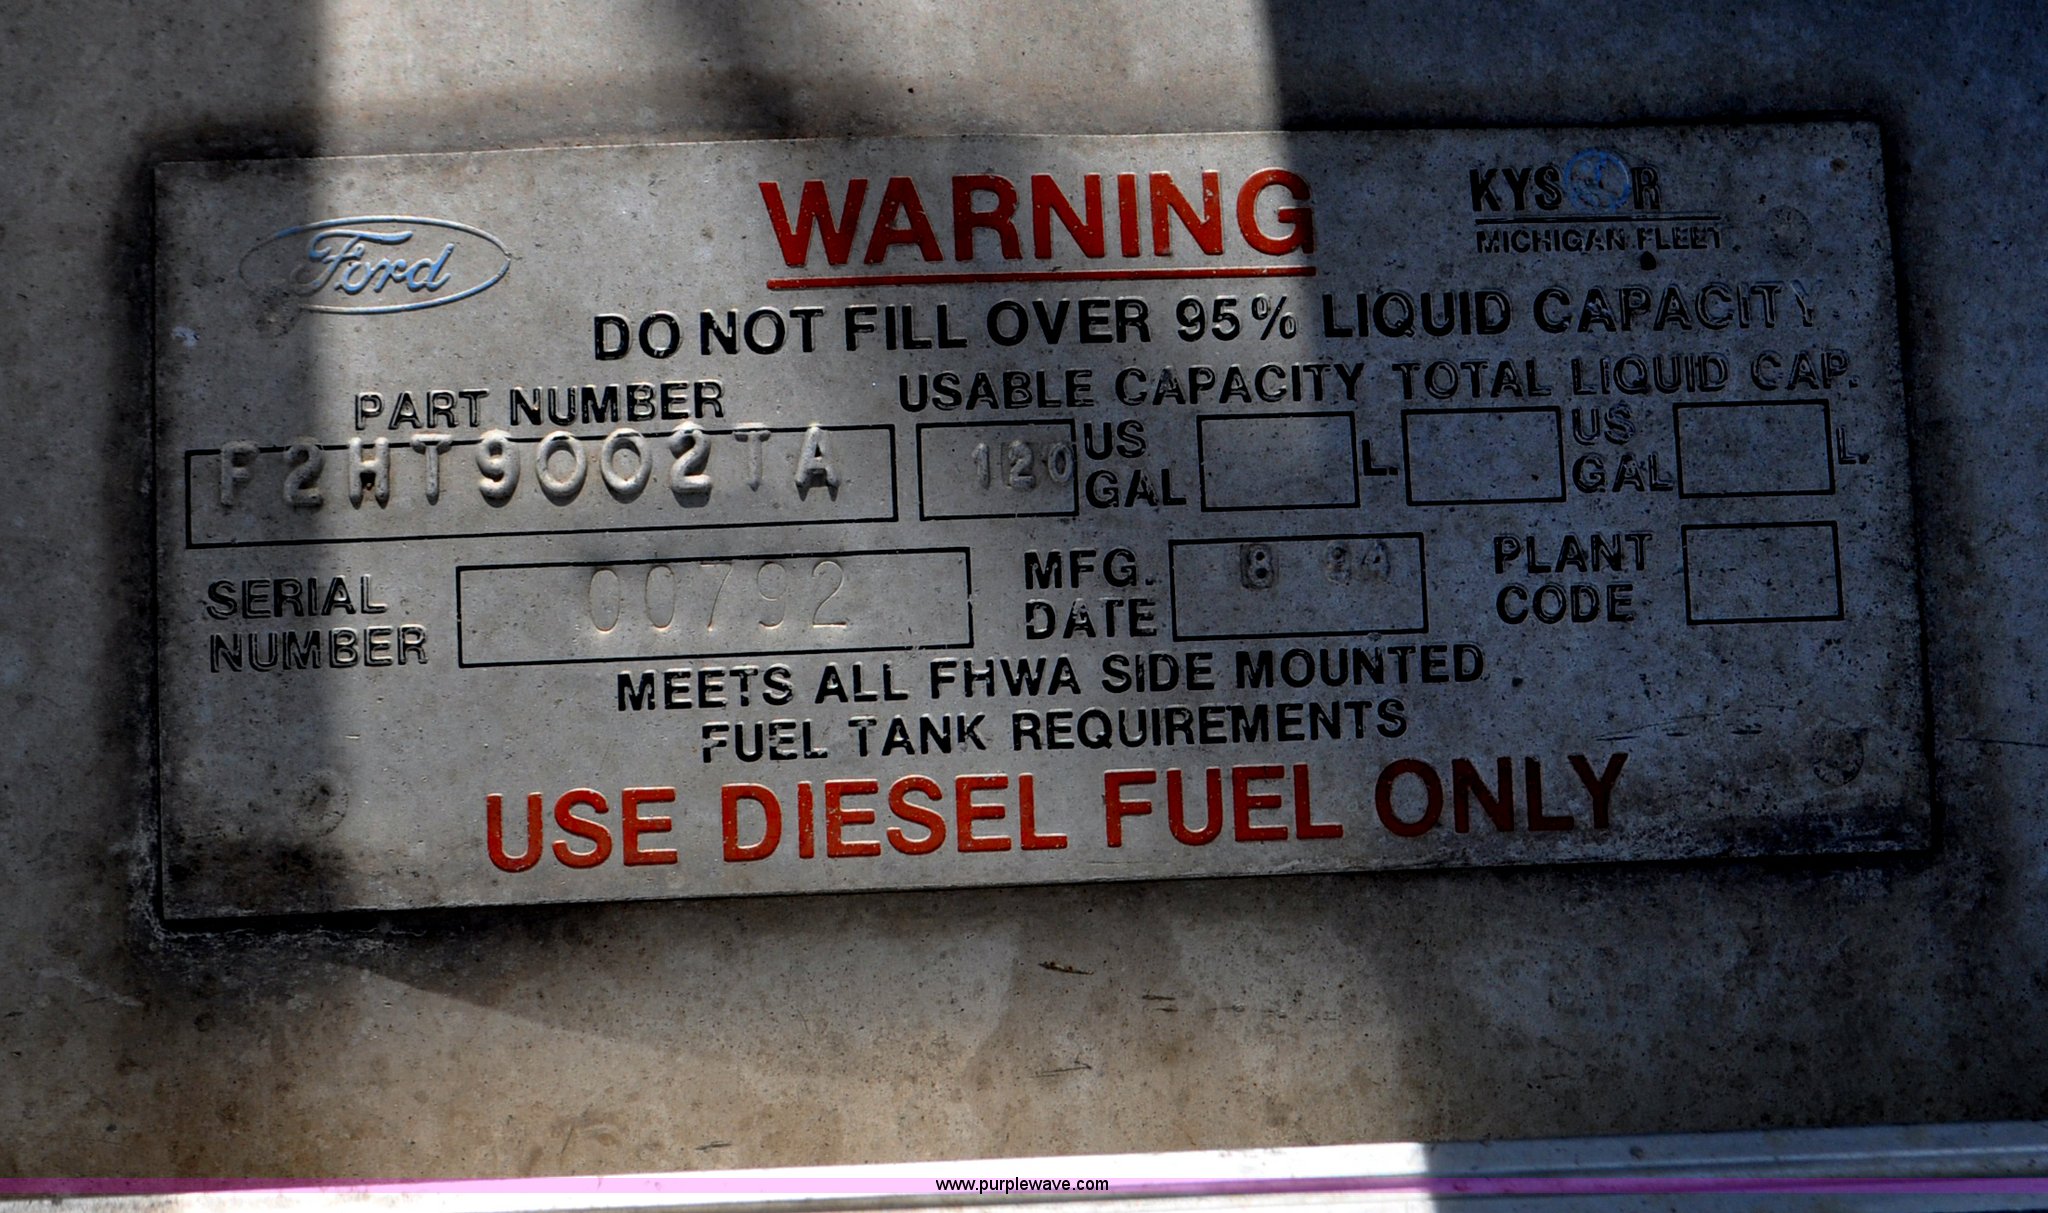 Ford
WARNING
KYSOR
MICHIGAN FLEET
DO NOT FILL OVER 95% LIQUID CAPACITY
PART NUMBER
USABLE CAPACITY TOTAL LIQUID CAP.
F2HT9002TA
120 US GAL L. US GAL L.
SERIAL NUMBER
00792
MFG. DATE
8
PLANT CODE
MEETS ALL FHWA SIDE MOUNTED
FUEL TANK REQUIREMENTS
USE DIESEL FUEL ONLY
www.purplewave.com